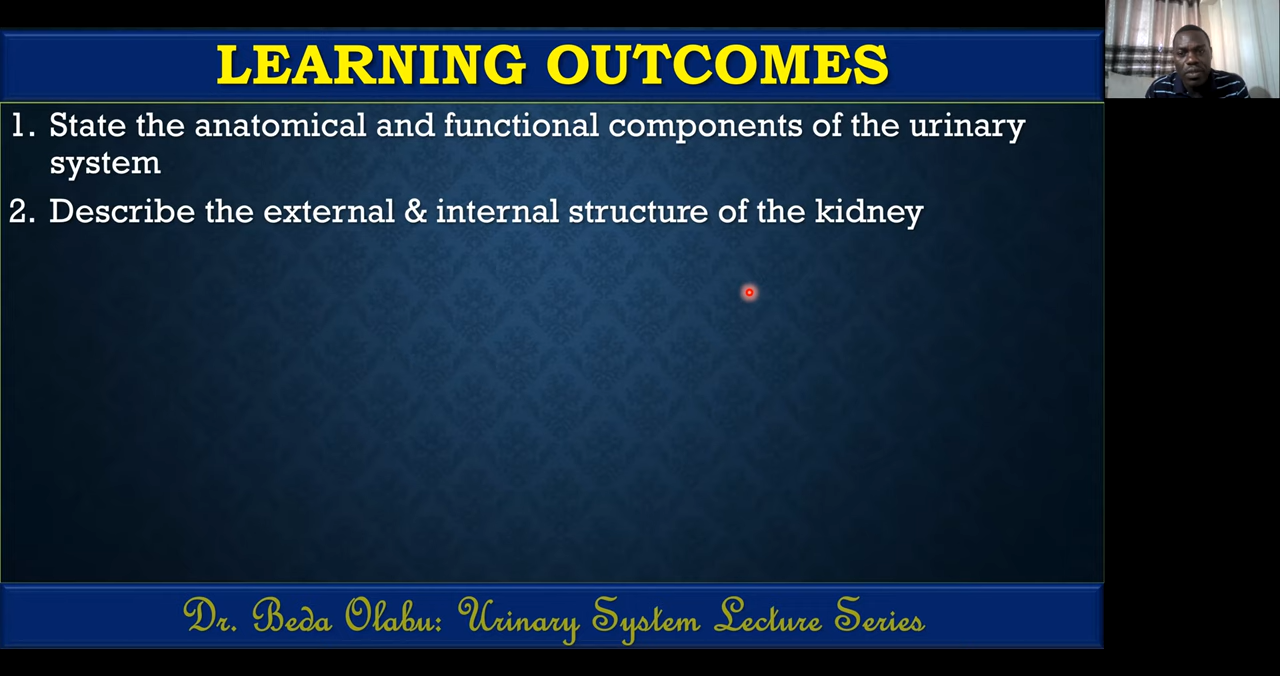 LEARNING OUTCOMES
1. State the anatomical and functional components of the urinary
system
2. Describe the external & internal structure of the kidney
Dr. Beda Olabu: Urinary System Lecture Series